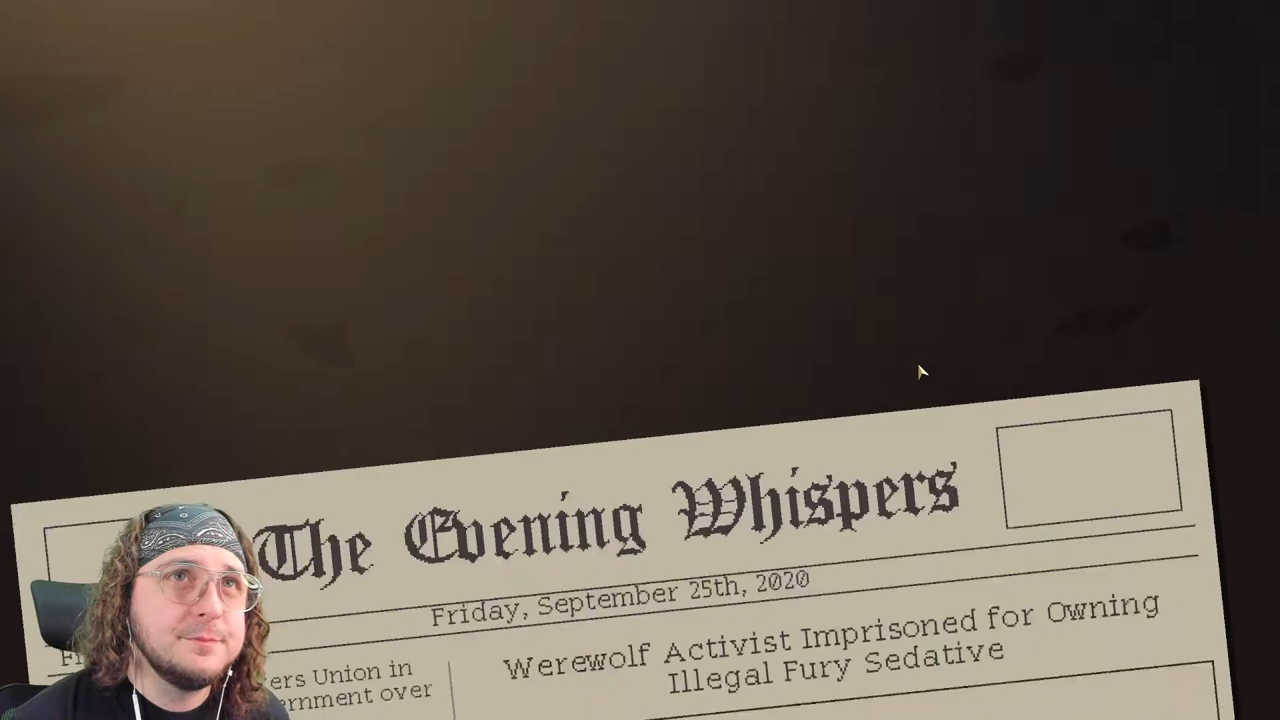 The Evening Whispers
Friday, September 25th, 2020
Werewolf Activist Imprisoned for Owning
Illegal Fury Sedative
ers Union in
ernment over